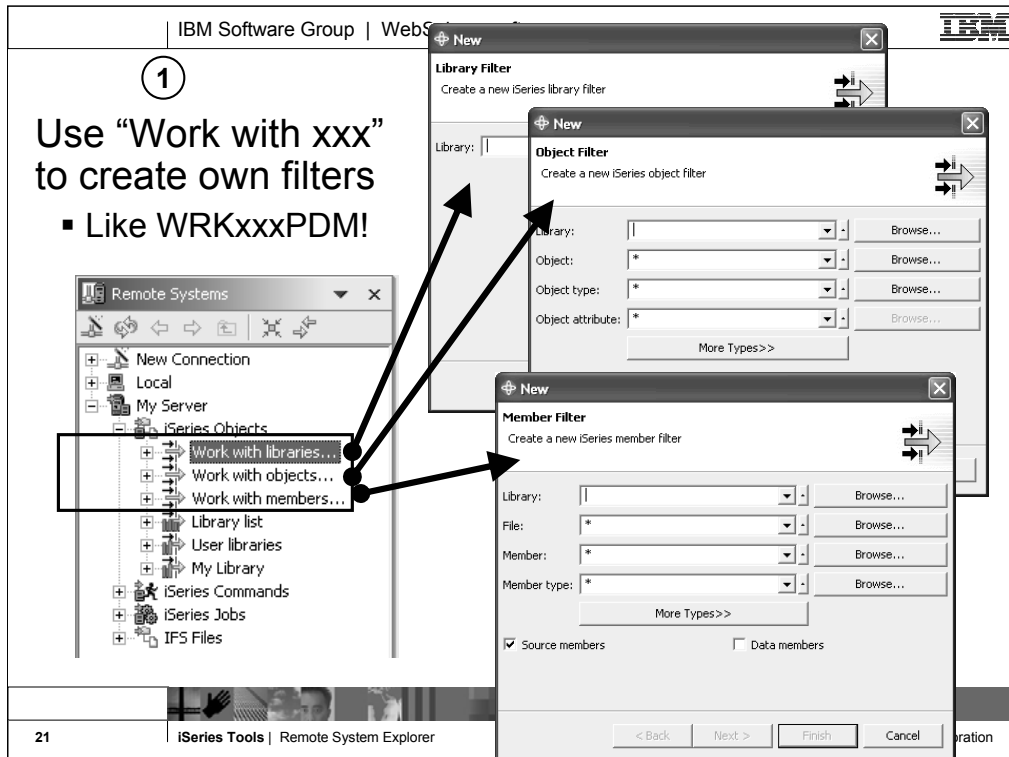 IBM Software Group | WebS
IBM
1
Use “Work with xxx”
to create own filters
▪ Like WRKxxxPDM!
Remote Systems
New Connection
Local
My Server
iSeries Objects
Work with libraries...
Work with objects...
Work with members...
Library list
User libraries
My Library
iSeries Commands
iSeries Jobs
IFS Files
New
Library Filter
Create a new iSeries library filter
Library:
New
Object Filter
Create a new iSeries object filter
Library: Browse...
Object: * Browse...
Object type: * Browse...
Object attribute: * Browse...
More Types>>
New
Member Filter
Create a new iSeries member filter
Library: Browse...
File: * Browse...
Member: * Browse...
Member type: * Browse...
More Types>>
Source members Data members
< Back Next > Finish Cancel
21 iSeries Tools | Remote System Explorer oration